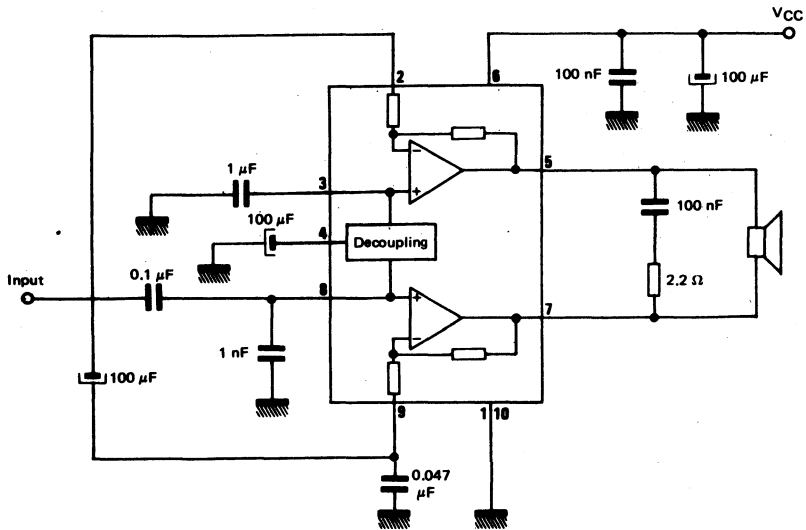 VCC
2
6
100 nF
100 µF
5
1 µF
3
−
+
100 µF
4
Decoupling
100 nF
Input
0.1 µF
8
+
−
7
2.2 Ω
1 nF
100 µF
9
1
10
0.047
µF